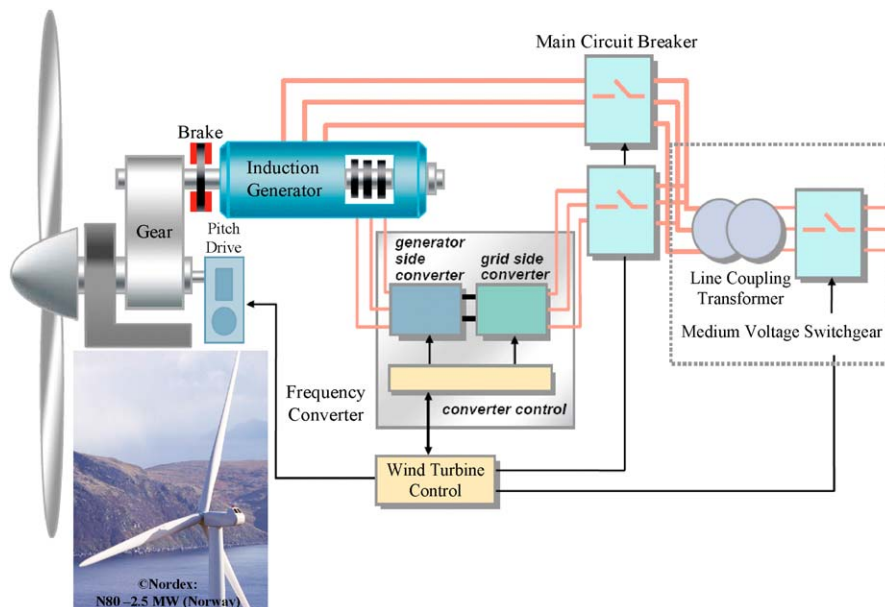 Main Circuit Breaker
Brake
Induction
Generator
Gear
Pitch
Drive
generator
side
converter
grid side
converter
Line Coupling
Transformer
Medium Voltage Switchgear
Frequency
Converter
converter control
Wind Turbine
Control
©Nordex:
N80 –2.5 MW (Norway)